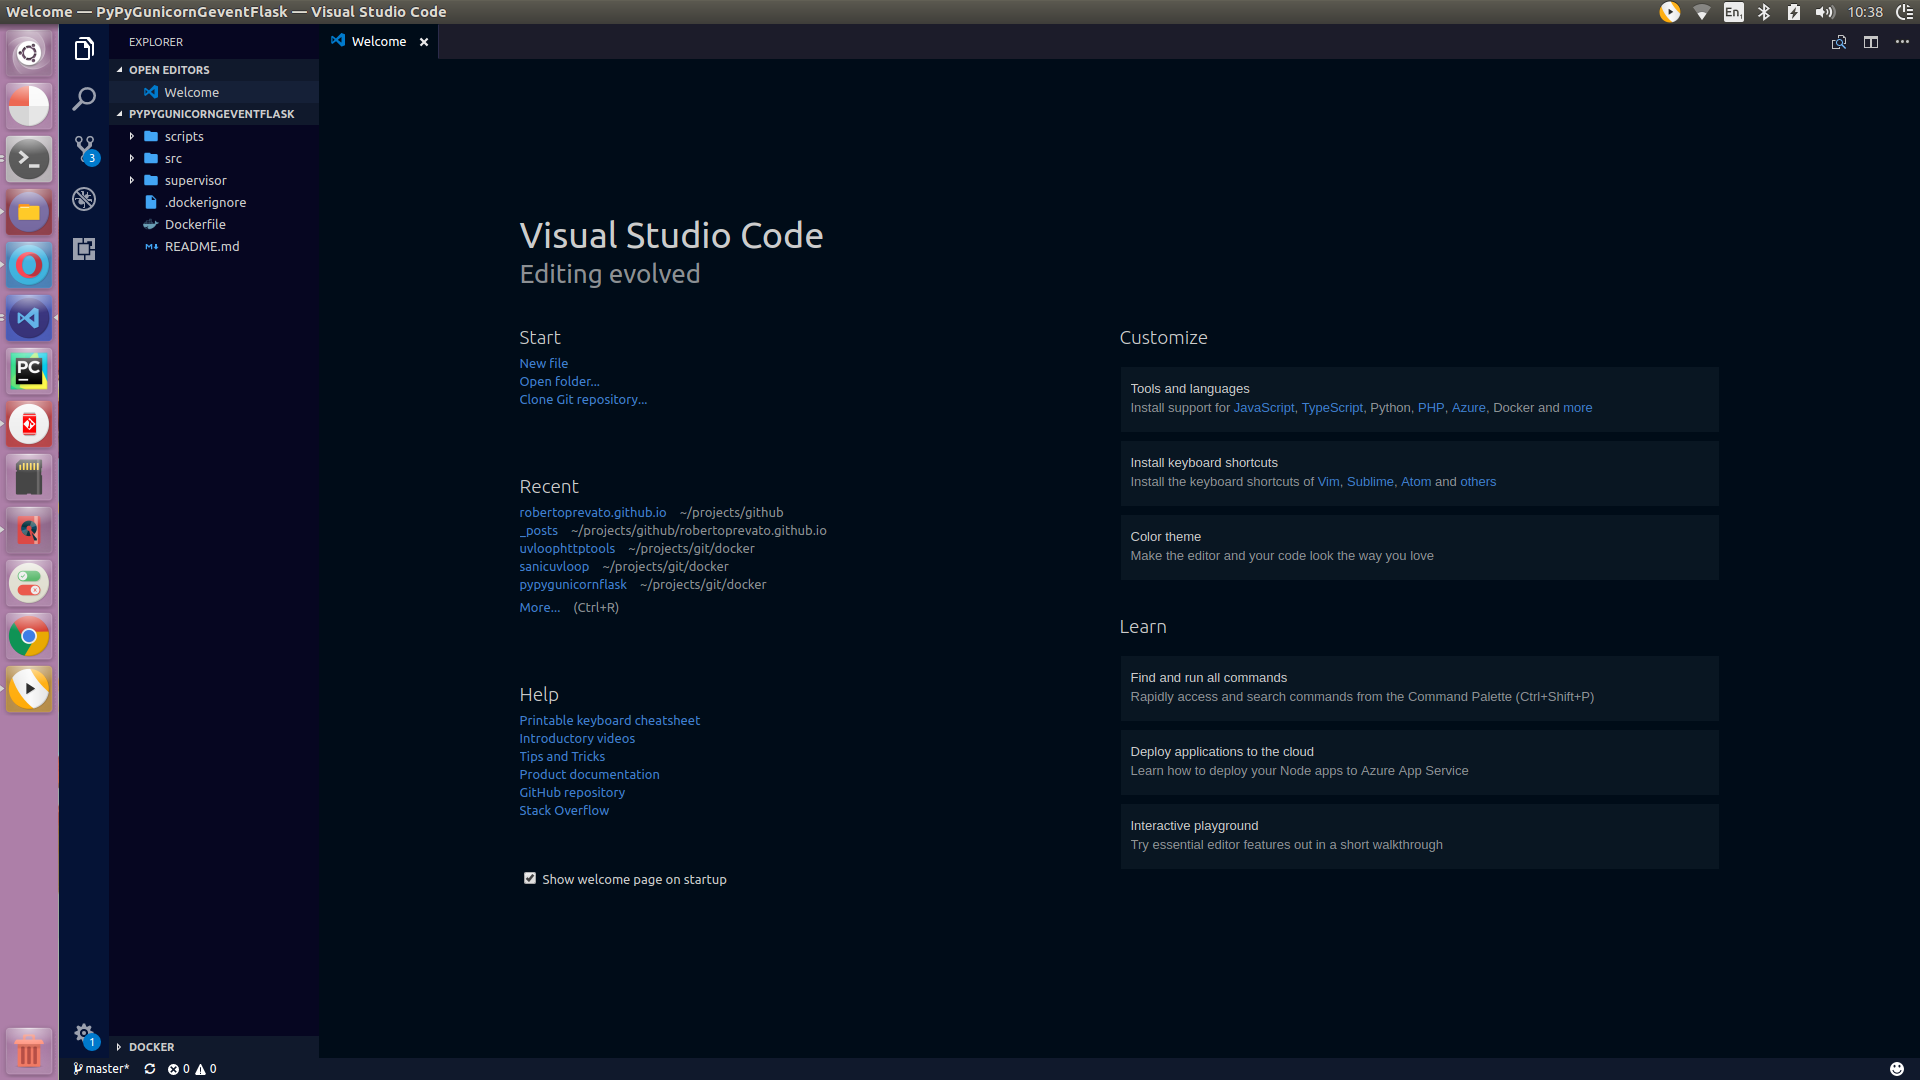 Welcome — PyPyGunicornGeventFlask — Visual Studio Code
En,
10:38
EXPLORER
OPEN EDITORS
Welcome
PYPYGUNICORNGEVENTFLASK
scripts
src
supervisor
.dockerignore
Dockerfile
README.md
3
PC
Welcome
Visual Studio Code
Editing evolved
Start
New file
Open folder...
Clone Git repository...
Recent
robertoprevato.github.io ~/projects/github
_posts ~/projects/github/robertoprevato.github.io
uvloophttptools ~/projects/git/docker
sanicuvloop ~/projects/git/docker
pypygunicornflask ~/projects/git/docker
More... (Ctrl+R)
Help
Printable keyboard cheatsheet
Introductory videos
Tips and Tricks
Product documentation
GitHub repository
Stack Overflow
Show welcome page on startup
Customize
Tools and languages
Install support for JavaScript, TypeScript, Python, PHP, Azure, Docker and more
Install keyboard shortcuts
Install the keyboard shortcuts of Vim, Sublime, Atom and others
Color theme
Make the editor and your code look the way you love
Learn
Find and run all commands
Rapidly access and search commands from the Command Palette (Ctrl+Shift+P)
Deploy applications to the cloud
Learn how to deploy your Node apps to Azure App Service
Interactive playground
Try essential editor features out in a short walkthrough
1
DOCKER
master* 0 0